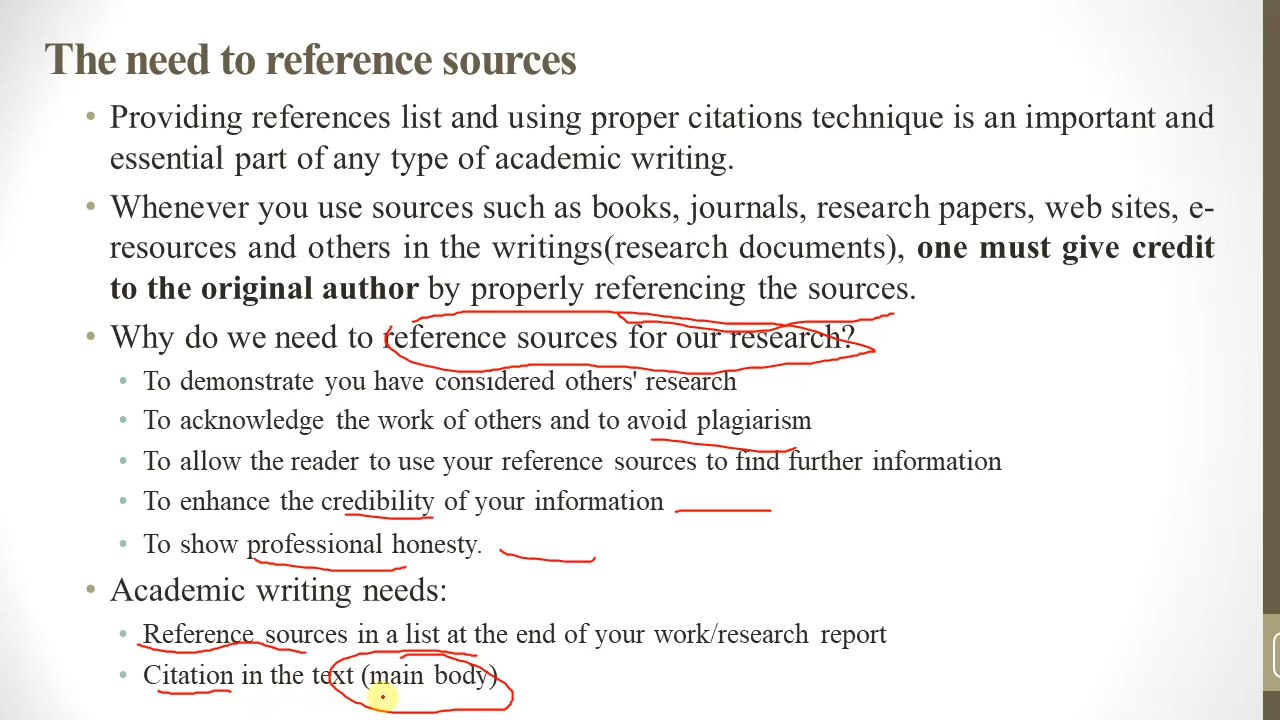 The need to reference sources
• Providing references list and using proper citations technique is an important and
essential part of any type of academic writing.
• Whenever you use sources such as books, journals, research papers, web sites, e-
resources and others in the writings(research documents), one must give credit
to the original author by properly referencing the sources.
• Why do we need to reference sources for our research?
• To demonstrate you have considered others' research
• To acknowledge the work of others and to avoid plagiarism
• To allow the reader to use your reference sources to find further information
• To enhance the credibility of your information
• To show professional honesty.
• Academic writing needs:
• Reference sources in a list at the end of your work/research report
• Citation in the text (main body)